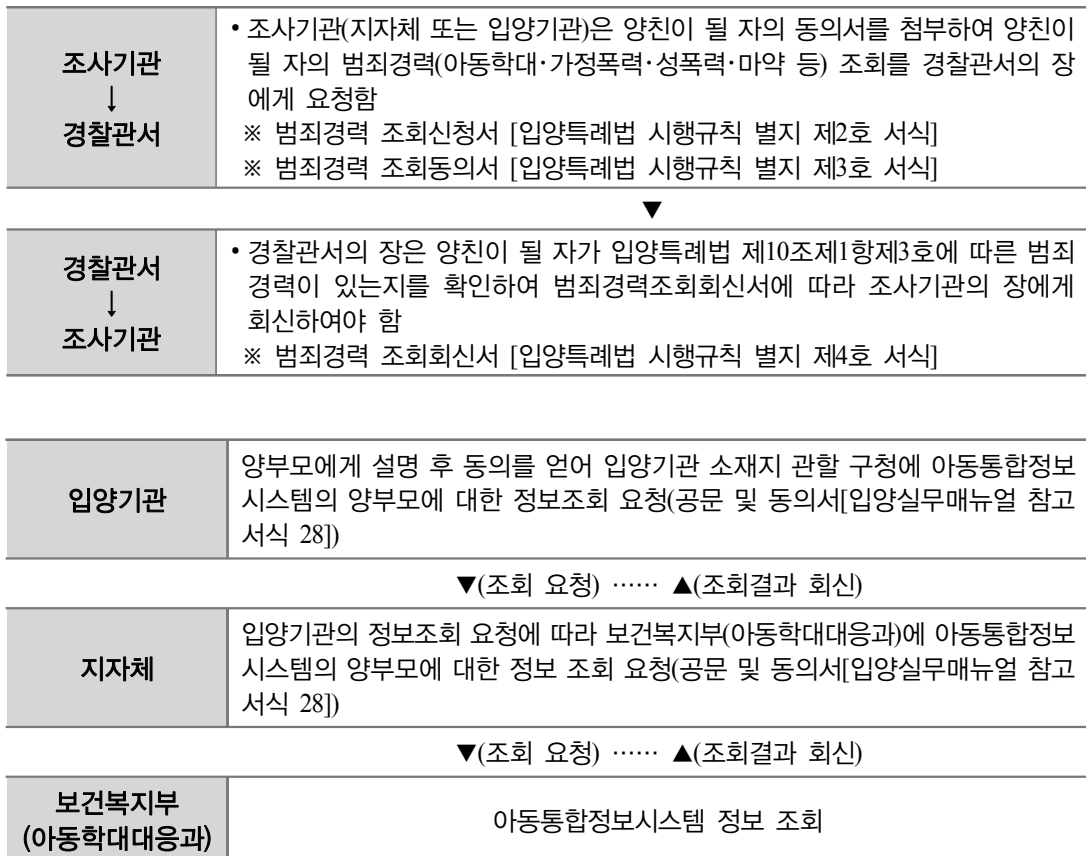 조사기관
↓
경찰관서
• 조사기관(지자체 또는 입양기관)은 양친이 될 자의 동의서를 첨부하여 양친이
될 자의 범죄경력(아동학대·가정폭력·성폭력·마약 등) 조회를 경찰관서의 장
에게 요청함
※ 범죄경력 조회신청서 [입양특례법 시행규칙 별지 제2호 서식]
※ 범죄경력 조회동의서 [입양특례법 시행규칙 별지 제3호 서식]
▼
경찰관서
↓
조사기관
• 경찰관서의 장은 양친이 될 자가 입양특례법 제10조제1항제3호에 따른 범죄
경력이 있는지를 확인하여 범죄경력조회회신서에 따라 조사기관의 장에게
회신하여야 함
※ 범죄경력 조회회신서 [입양특례법 시행규칙 별지 제4호 서식]
입양기관
양부모에게 설명 후 동의를 얻어 입양기관 소재지 관할 구청에 아동통합정보
시스템의 양부모에 대한 정보조회 요청(공문 및 동의서[입양실무매뉴얼 참고
서식 28])
▼(조회 요청) …… ▲(조회결과 회신)
지자체
입양기관의 정보조회 요청에 따라 보건복지부(아동학대대응과)에 아동통합정보
시스템의 양부모에 대한 정보 조회 요청(공문 및 동의서[입양실무매뉴얼 참고
서식 28])
▼(조회 요청) …… ▲(조회결과 회신)
보건복지부
(아동학대대응과)
아동통합정보시스템 정보 조회